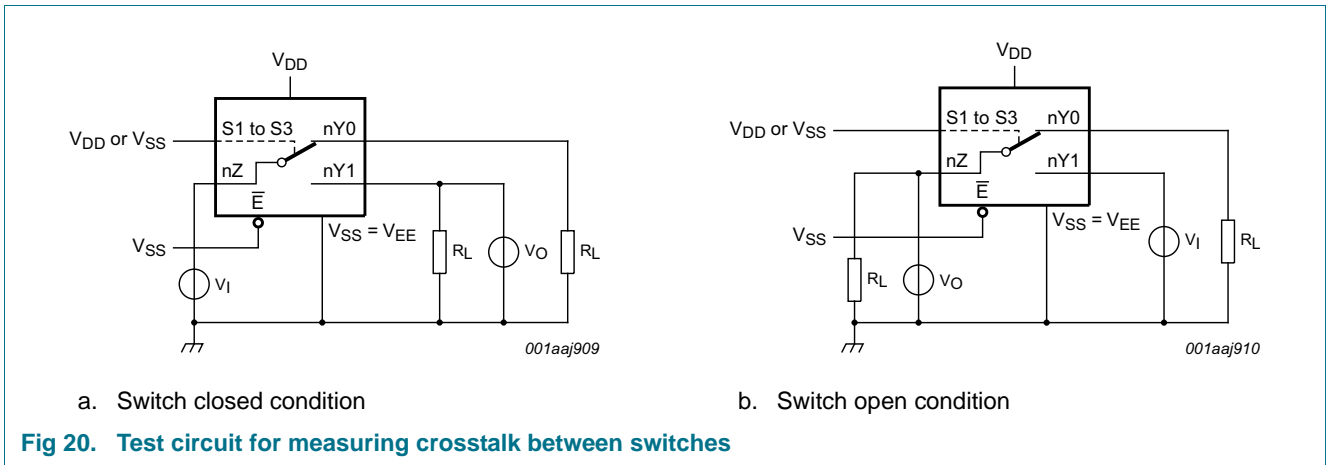 VDD
VDD or VSS
S1 to S3
nY0
nZ
nY1
E
VSS = VEE
VSS
RL
VO
RL
VI
001aaj909
a. Switch closed condition
VDD
VDD or VSS
S1 to S3
nY0
nZ
nY1
E
VSS = VEE
VSS
VI
RL
RL
VO
001aaj910
b. Switch open condition
Fig 20. Test circuit for measuring crosstalk between switches